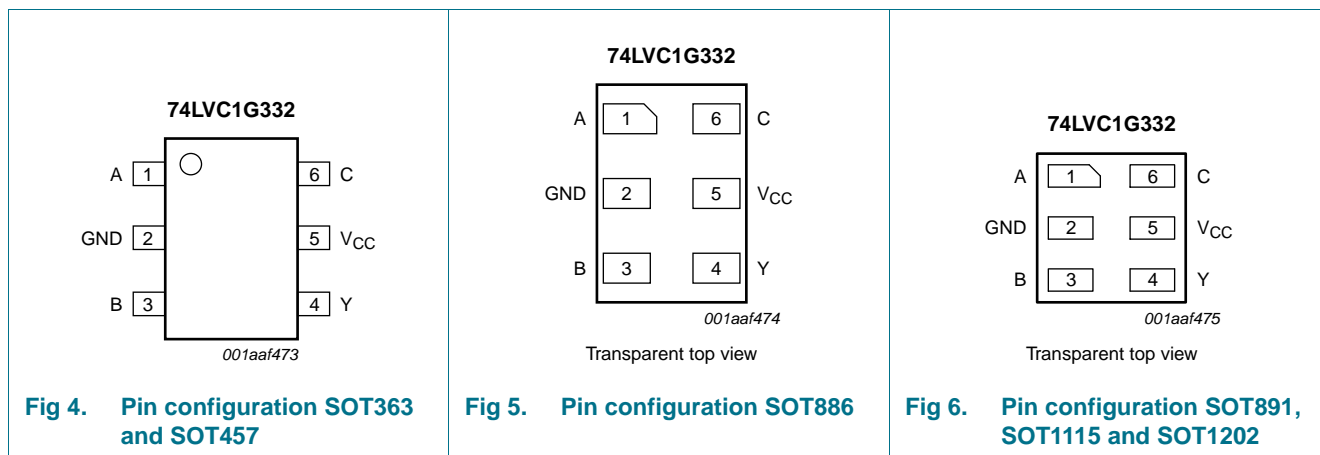 74LVC1G332
A 1 6 C
GND 2 5 VCC
B 3 4 Y
001aaf473
Fig 4. Pin configuration SOT363
and SOT457
74LVC1G332
A 1 6 C
GND 2 5 VCC
B 3 4 Y
001aaf474
Transparent top view
Fig 5. Pin configuration SOT886
74LVC1G332
A 1 6 C
GND 2 5 VCC
B 3 4 Y
001aaf475
Transparent top view
Fig 6. Pin configuration SOT891,
SOT1115 and SOT1202